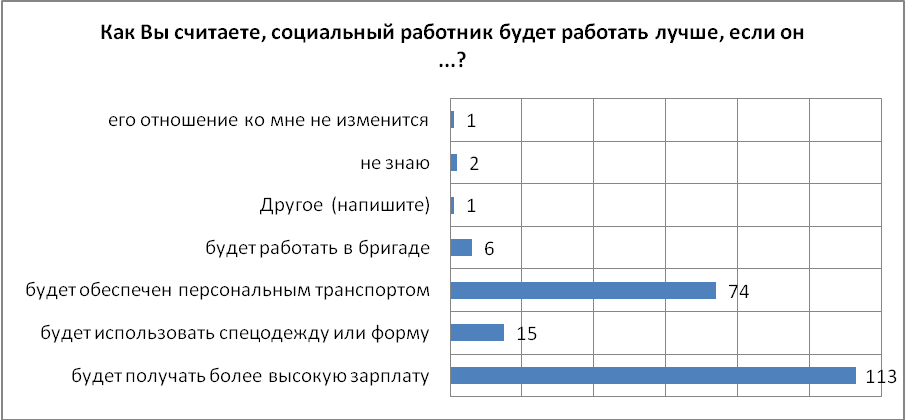 Как Вы считаете, социальный работник будет работать лучше, если он
...?
его отношение ко мне не изменится 1
не знаю 2
Другое (напишите) 1
будет работать в бригаде 6
будет обеспечен персональным транспортом 74
будет использовать спецодежду или форму 15
будет получать более высокую зарплату 113